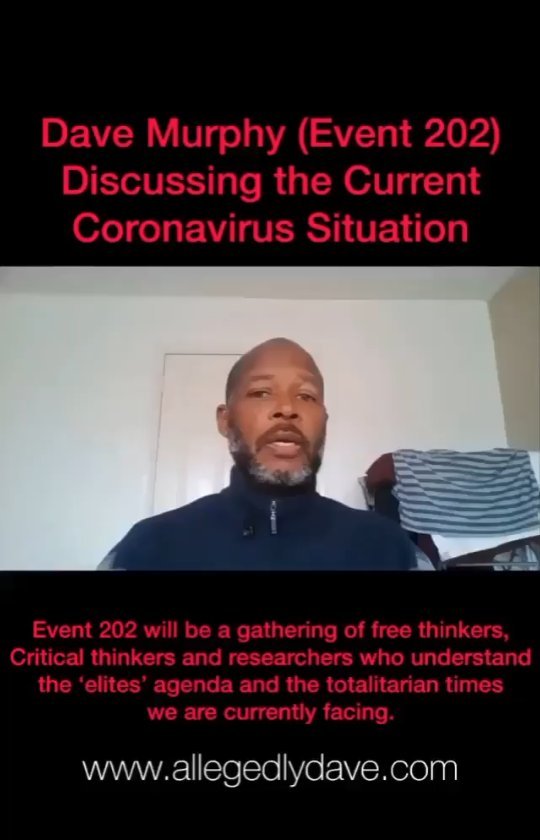 Dave Murphy (Event 202)
Discussing the Current
Coronavirus Situation
Event 202 will be a gathering of free thinkers,
Critical thinkers and researchers who understand
the ‘elites’ agenda and the totalitarian times
we are currently facing.
www.allegedlydave.com